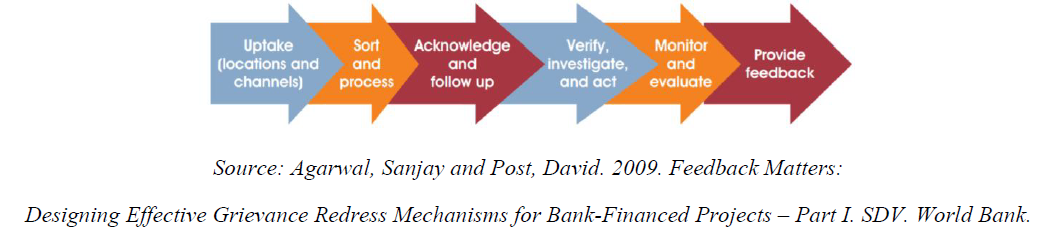 Uptake
(locations and
channels)
Sort
and
process
Acknowledge
and
follow up
Verify,
investigate,
and act
Monitor
and
evaluate
Provide
feedback
Source: Agarwal, Sanjay and Post, David. 2009. Feedback Matters:
Designing Effective Grievance Redress Mechanisms for Bank-Financed Projects – Part I. SDV. World Bank.